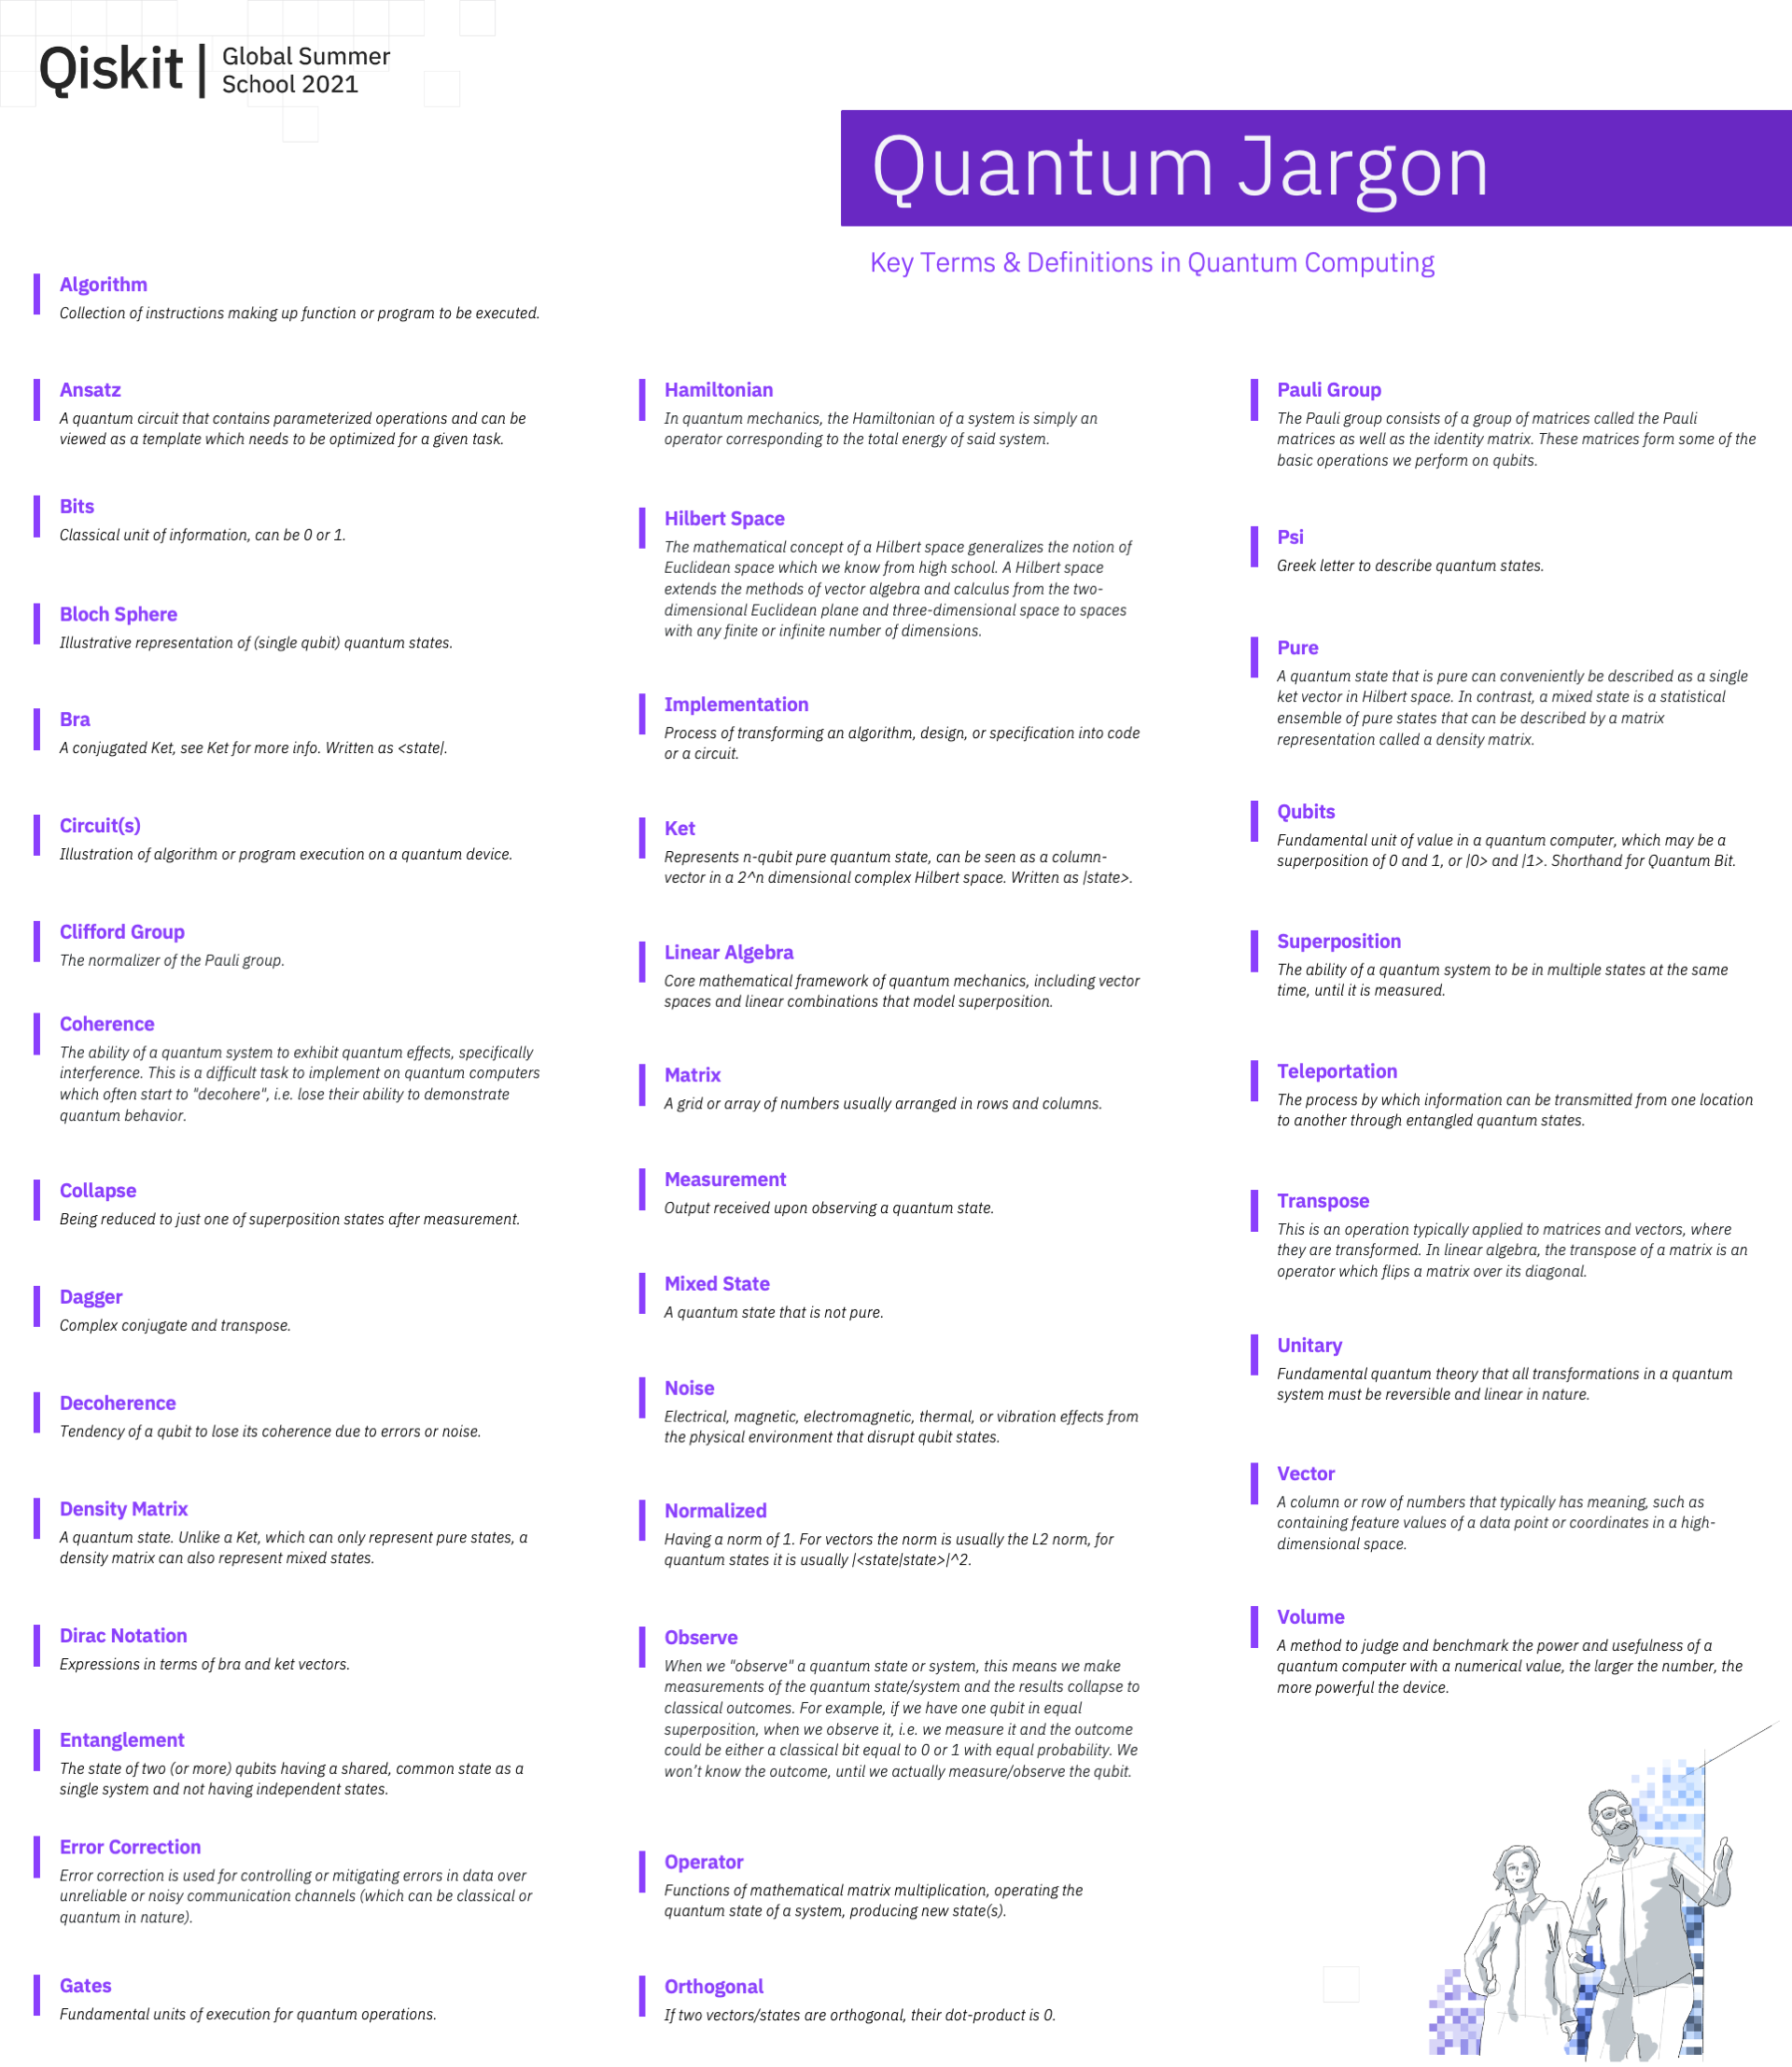 Qiskit | Global Summer
School 2021
Quantum Jargon
Key Terms & Definitions in Quantum Computing
Algorithm
Collection of instructions making up function or program to be executed.
Ansatz
A quantum circuit that contains parameterized operations and can be
viewed as a template which needs to be optimized for a given task.
Bits
Classical unit of information, can be 0 or 1.
Bloch Sphere
Illustrative representation of (single qubit) quantum states.
Bra
A conjugated Ket, see Ket for more info. Written as <state|.
Circuit(s)
Illustration of algorithm or program execution on a quantum device.
Clifford Group
The normalizer of the Pauli group.
Coherence
The ability of a quantum system to exhibit quantum effects, specifically
interference. This is a difficult task to implement on quantum computers
which often start to "decohere", i.e. lose their ability to demonstrate
quantum behavior.
Collapse
Being reduced to just one of superposition states after measurement.
Dagger
Complex conjugate and transpose.
Decoherence
Tendency of a qubit to lose its coherence due to errors or noise.
Density Matrix
A quantum state. Unlike a Ket, which can only represent pure states, a
density matrix can also represent mixed states.
Dirac Notation
Expressions in terms of bra and ket vectors.
Entanglement
The state of two (or more) qubits having a shared, common state as a
single system and not having independent states.
Error Correction
Error correction is used for controlling or mitigating errors in data over
unreliable or noisy communication channels (which can be classical or
quantum in nature).
Gates
Fundamental units of execution for quantum operations.
Hamiltonian
In quantum mechanics, the Hamiltonian of a system is simply an
operator corresponding to the total energy of said system.
Hilbert Space
The mathematical concept of a Hilbert space generalizes the notion of
Euclidean space which we know from high school. A Hilbert space
extends the methods of vector algebra and calculus from the two-
dimensional Euclidean plane and three-dimensional space to spaces
with any finite or infinite number of dimensions.
Implementation
Process of transforming an algorithm, design, or specification into code
or a circuit.
Ket
Represents n-qubit pure quantum state, can be seen as a column-
vector in a 2^n dimensional complex Hilbert space. Written as |state>.
Linear Algebra
Core mathematical framework of quantum mechanics, including vector
spaces and linear combinations that model superposition.
Matrix
A grid or array of numbers usually arranged in rows and columns.
Measurement
Output received upon observing a quantum state.
Mixed State
A quantum state that is not pure.
Noise
Electrical, magnetic, electromagnetic, thermal, or vibration effects from
the physical environment that disrupt qubit states.
Normalized
Having a norm of 1. For vectors the norm is usually the L2 norm, for
quantum states it is usually |<state|state>|^2.
Observe
When we "observe" a quantum state or system, this means we make
measurements of the quantum state/system and the results collapse to
classical outcomes. For example, if we have one qubit in equal
superposition, when we observe it, i.e. we measure it and the outcome
could be either a classical bit equal to 0 or 1 with equal probability. We
won't know the outcome, until we actually measure/observe the qubit.
Operator
Functions of mathematical matrix multiplication, operating the
quantum state of a system, producing new state(s).
Orthogonal
If two vectors/states are orthogonal, their dot-product is 0.
Pauli Group
The Pauli group consists of a group of matrices called the Pauli
matrices as well as the identity matrix. These matrices form some of the
basic operations we perform on qubits.
Psi
Greek letter to describe quantum states.
Pure
A quantum state that is pure can conveniently be described as a single
ket vector in Hilbert space. In contrast, a mixed state is a statistical
ensemble of pure states that can be described by a matrix
representation called a density matrix.
Qubits
Fundamental unit of value in a quantum computer, which may be a
superposition of 0 and 1, or |0> and |1>. Shorthand for Quantum Bit.
Superposition
The ability of a quantum system to be in multiple states at the same
time, until it is measured.
Teleportation
The process by which information can be transmitted from one location
to another through entangled quantum states.
Transpose
This is an operation typically applied to matrices and vectors, where
they are transformed. In linear algebra, the transpose of a matrix is an
operator which flips a matrix over its diagonal.
Unitary
Fundamental quantum theory that all transformations in a quantum
system must be reversible and linear in nature.
Vector
A column or row of numbers that typically has meaning, such as
containing feature values of a data point or coordinates in a high-
dimensional space.
Volume
A method to judge and benchmark the power and usefulness of a
quantum computer with a numerical value, the larger the number, the
more powerful the device.